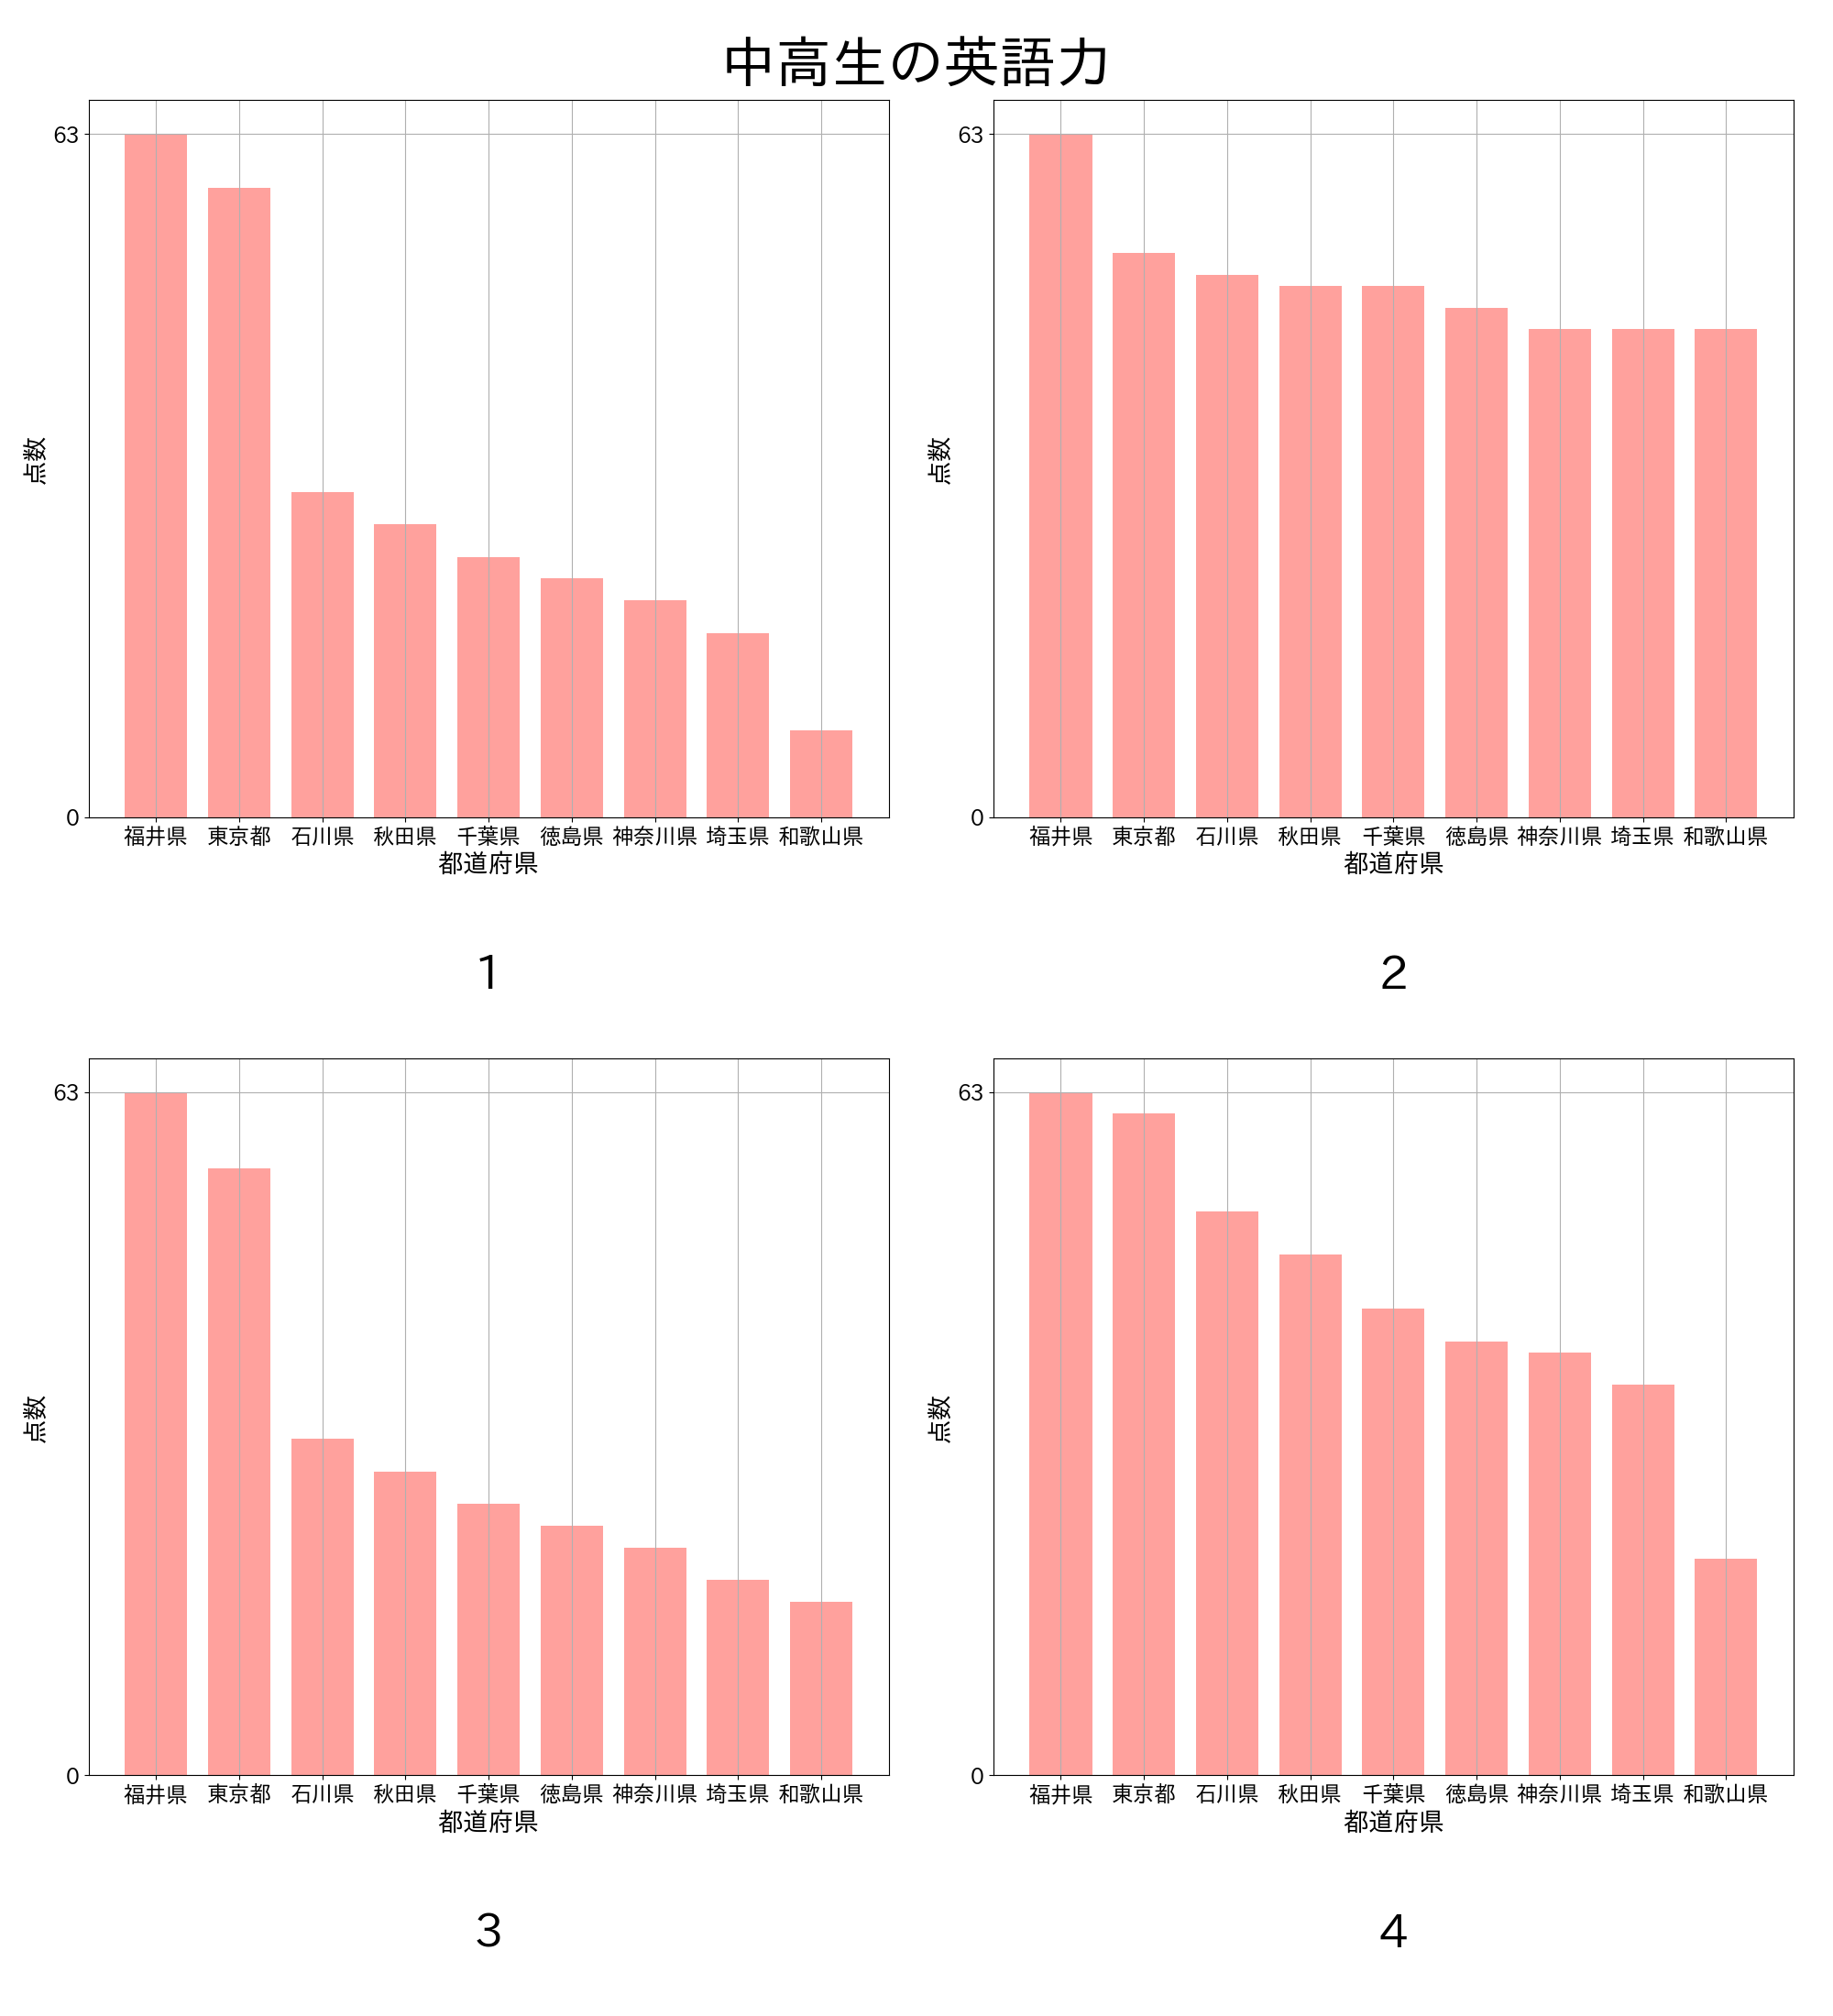 中高生の英語力
63
0
点数
福井県 東京都 石川県 秋田県 千葉県 徳島県 神奈川県 埼玉県 和歌山県
都道府県
1
63
0
点数
福井県 東京都 石川県 秋田県 千葉県 徳島県 神奈川県 埼玉県 和歌山県
都道府県
2
63
0
点数
福井県 東京都 石川県 秋田県 千葉県 徳島県 神奈川県 埼玉県 和歌山県
都道府県
3
63
0
点数
福井県 東京都 石川県 秋田県 千葉県 徳島県 神奈川県 埼玉県 和歌山県
都道府県
4